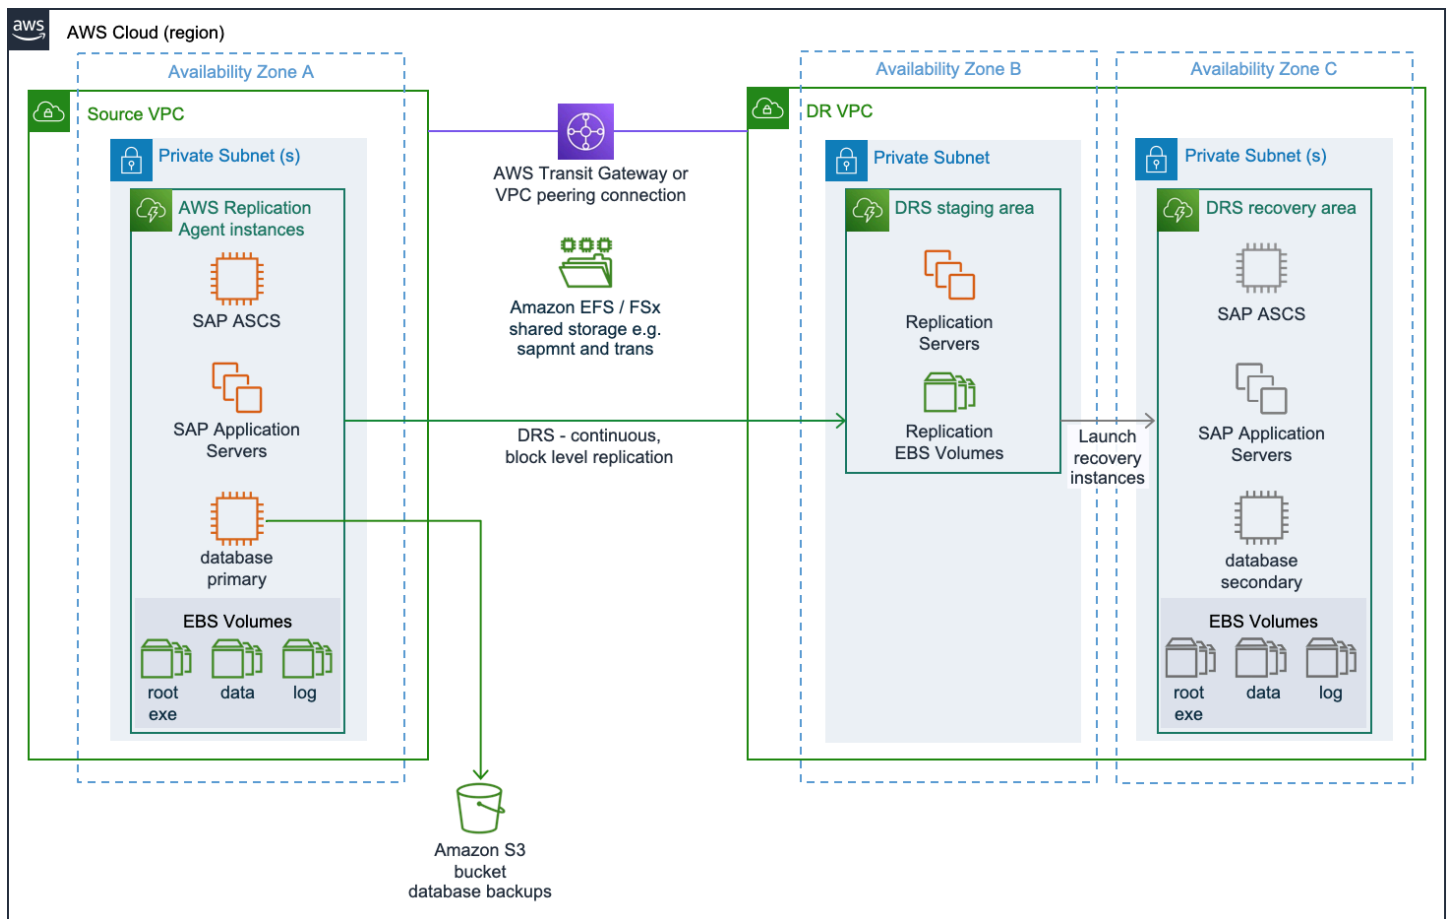 aws
AWS Cloud (region)
Availability Zone A
Source VPC
Private Subnet (s)
AWS Replication
Agent instances
SAP ASCS
SAP Application
Servers
database
primary
EBS Volumes
root
exe
data
log
AWS Transit Gateway or
VPC peering connection
Amazon EFS / FSx
shared storage e.g.
sapmnt and trans
DRS - continuous,
block level replication
Amazon S3
bucket
database backups
Availability Zone B
DR VPC
Private Subnet
DRS staging area
Replication
Servers
Replication
EBS Volumes
Launch
recovery
instances
Availability Zone C
Private Subnet (s)
DRS recovery area
SAP ASCS
SAP Application
Servers
database
secondary
EBS Volumes
root
exe
data
log